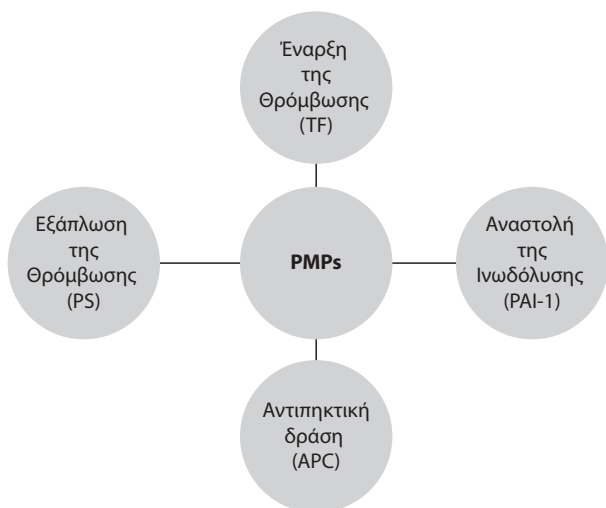 Έναρξη
της
Θρόμβωσης
(TF)
Εξάπλωση
της
Θρόμβωσης
(PS)
PMPs
Αναστολή
της
Ινωδόλυσης
(PAI-1)
Αντιπηκτική
δράση
(APC)